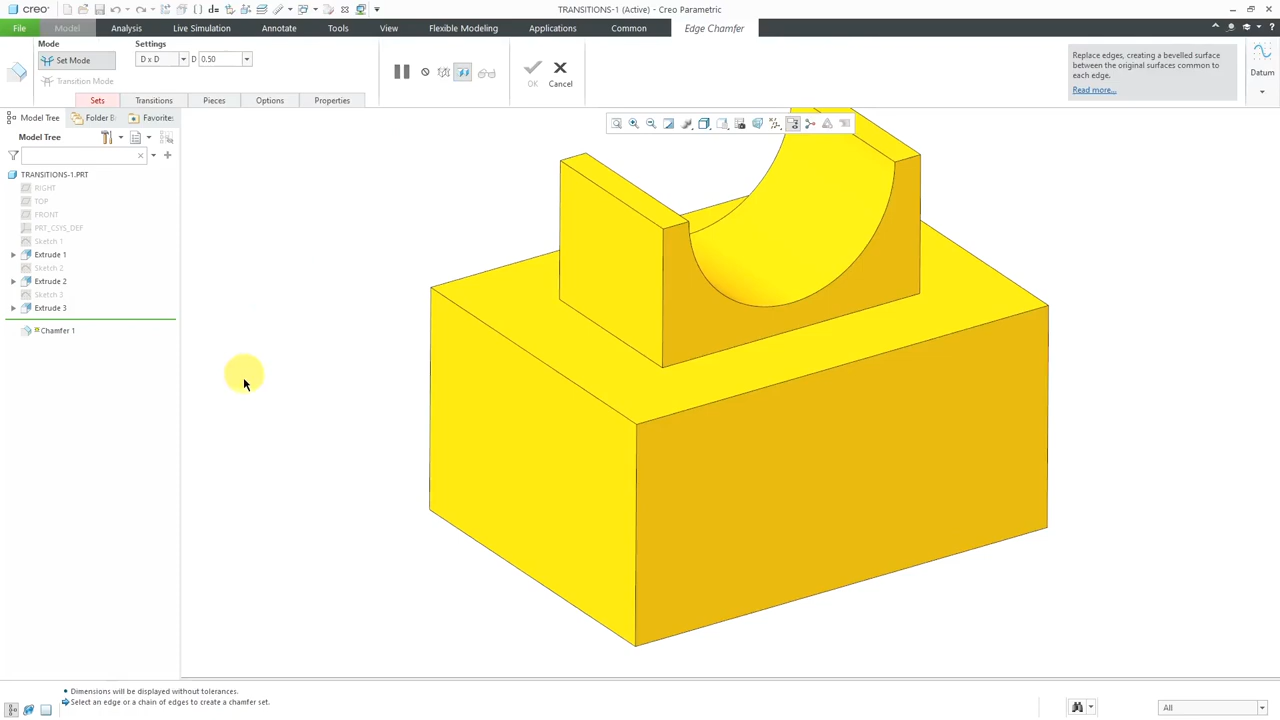 creo
TRANSITIONS-1 (Active) - Creo Parametric
File
Model
Analysis
Live Simulation
Annotate
Tools
View
Flexible Modeling
Applications
Common
Edge Chamfer
Mode
Set Mode
Transition Mode
Settings
D x D
D
0.50
OK
Cancel
Replace edges, creating a bevelled surface
between the original surfaces common to
each edge.
Read more...
Datum
Sets
Transitions
Pieces
Options
Properties
Model Tree
Folder B
Favorite:
Model Tree
TRANSITIONS-1.PRT
RIGHT
TOP
FRONT
PRT_CSYS_DEF
Sketch 1
Extrude 1
Sketch 2
Extrude 2
Sketch 3
Extrude 3
Chamfer 1
Dimensions will be displayed without tolerances.
Select an edge or a chain of edges to create a chamfer set.
All